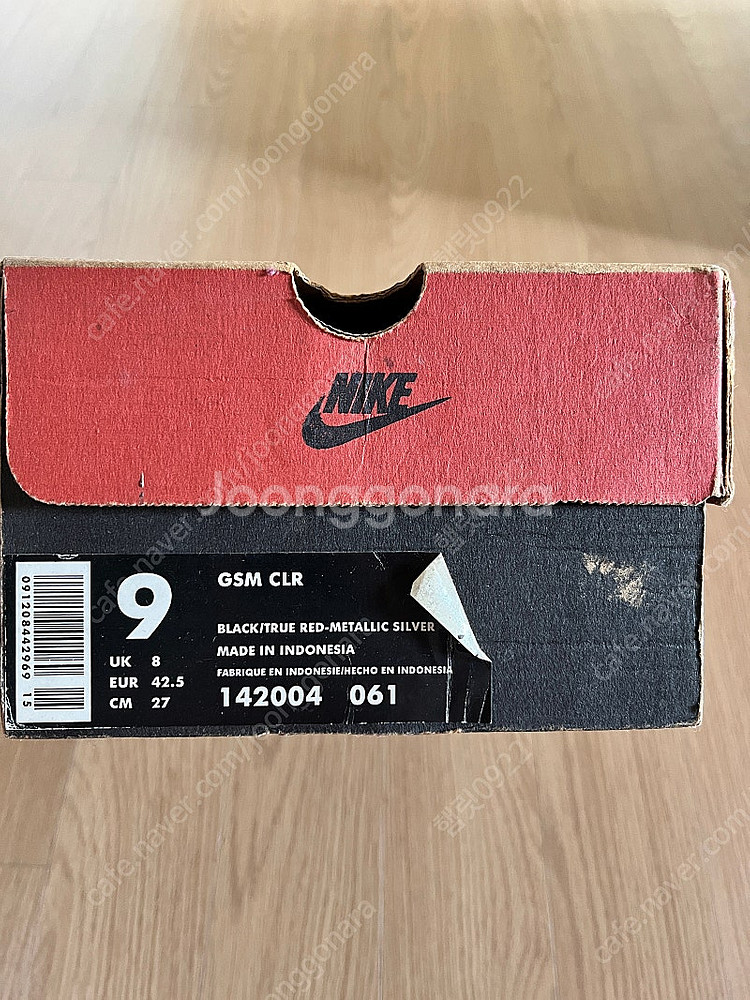 NIKE
Joonggonara
GSM CLR
9
BLACK/TRUE RED-METALLIC SILVER
UK 8
MADE IN INDONESIA
EUR 42.5
FABRIQUE EN INDONESIE/HECHO EN INDONESIA
CM 27
142004 061
091208442969 15
cafe.naver.com/joonggonara